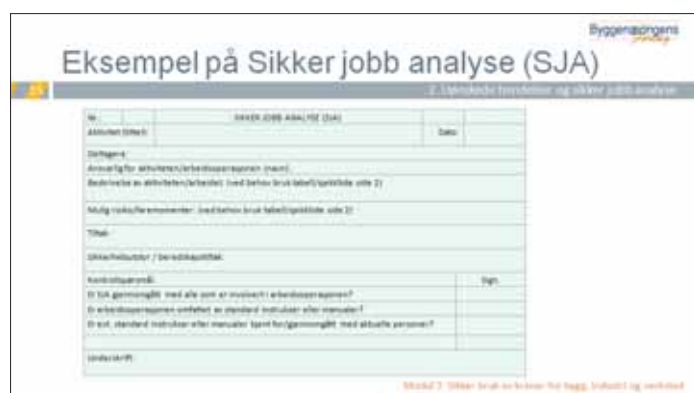 Byggenæringens
forlag
Eksempel på Sikker jobb analyse (SJA)
2. Uønskede hendelser og sikker jobb analyse
Nr.: SIKKER JOBB ANALYSE (SJA)
Aktivitet (tittel): Dato:
Deltagere:
Ansvarlig for aktiviteten/arbeidsoperasjonen (navn):
Beskrivelse av aktiviteten/arbeidet: (ved behov bruk tabell/sjekkliste side 2)
Mulig risiko/faremomenter: (ved behov bruk tabell/sjekkliste side 2)
Tiltak:
Sikkerhetsutstyr / beredskapstiltak:
Kontrollspørsmål: Sign.
Er SJA gjennomgått med alle som er involvert i arbeidsoperasjonen?
Er arbeidsoperasjonen omfattet av standard instrukser eller manualer?
Er evt. standard instrukser eller manualer kjent for/gjennomgått med aktuelle personer?
Underskrift:
Modul 2 Sikker bruk av kraner for bygg, industri og verksted